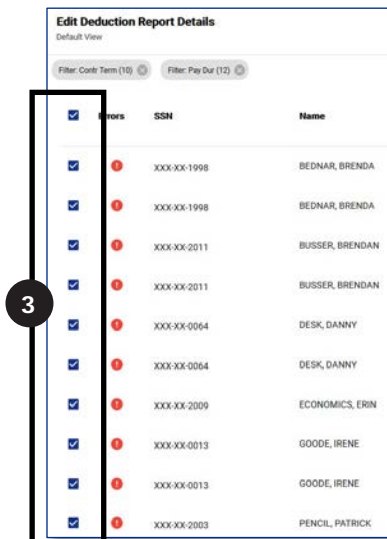 Edit Deduction Report Details
Default View
Filter: Contr Term (10) Filter: Pay Dur (12)
Errors SSN Name
XXX-XX-1998 BEDNAR, BRENDA
XXX-XX-1998 BEDNAR, BRENDA
XXX-XX-2011 BUSSER, BRENDAN
XXX-XX-2011 BUSSER, BRENDAN
3
XXX-XX-0064 DESK, DANNY
XXX-XX-0064 DESK, DANNY
XXX-XX-2009 ECONOMICS, ERIN
XXX-XX-0013 GOODE, IRENE
XXX-XX-0013 GOODE, IRENE
XXX-XX-2003 PENCIL, PATRICK